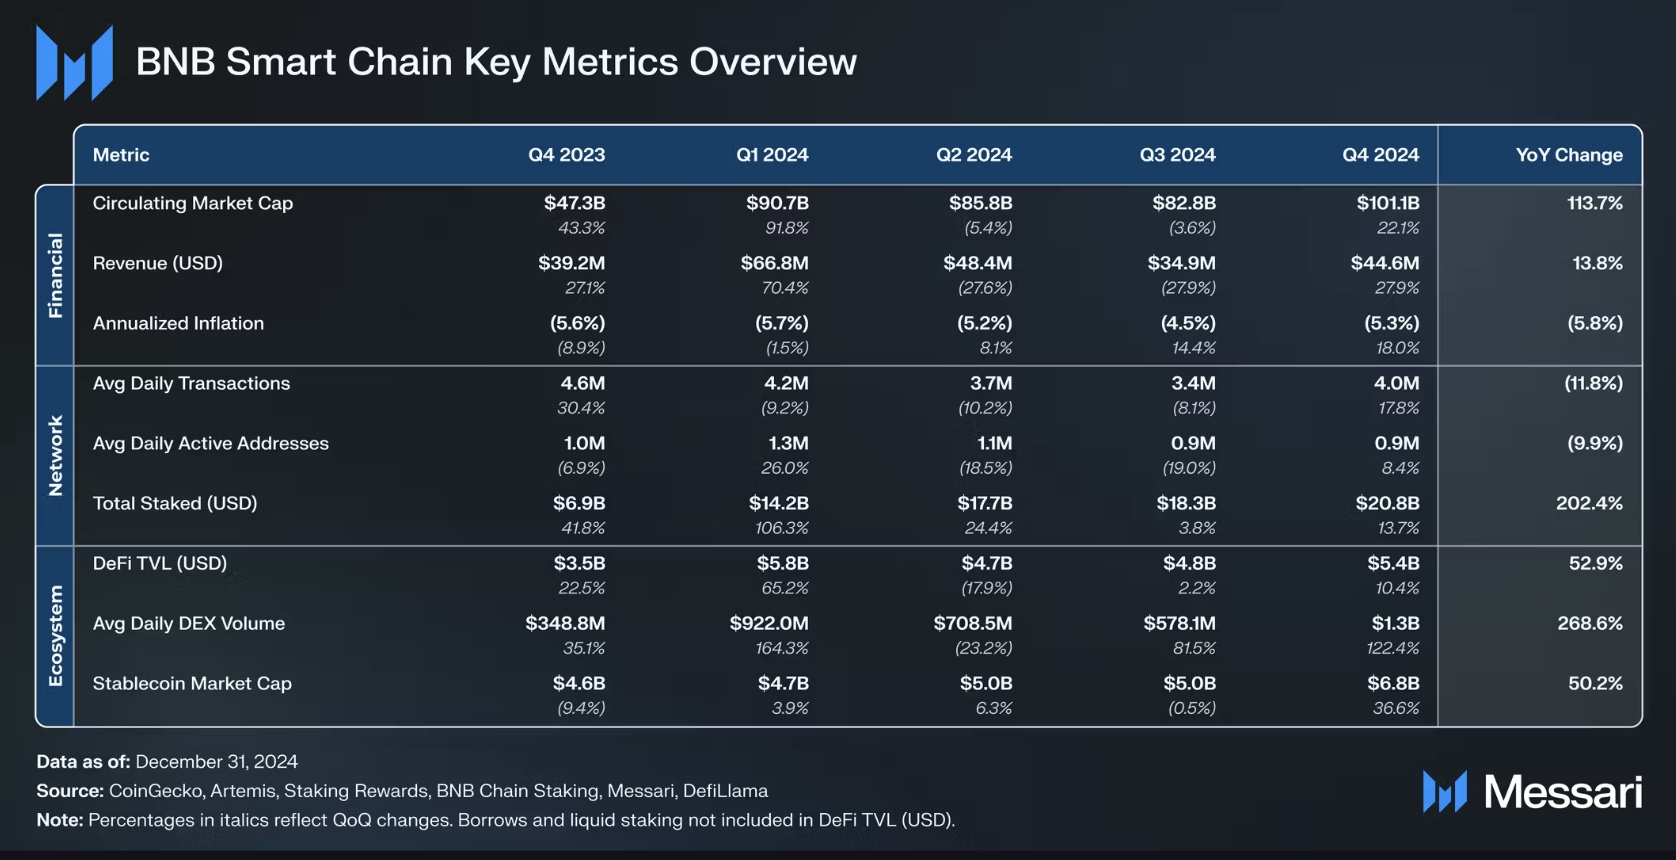 BNB Smart Chain Key Metrics Overview
Metric Q4 2023 Q1 2024 Q2 2024 Q3 2024 Q4 2024 YoY Change
Financial
Circulating Market Cap $47.3B $90.7B $85.8B $82.8B $101.1B 113.7%
43.3% 91.8% (5.4%) (3.6%) 22.1%
Revenue (USD) $39.2M $66.8M $48.4M $34.9M $44.6M 13.8%
27.1% 70.4% (27.6%) (27.9%) 27.9%
Annualized Inflation (5.6%) (5.7%) (5.2%) (4.5%) (5.3%) (5.8%)
(8.9%) (1.5%) 8.1% 14.4% 18.0%
Network
Avg Daily Transactions 4.6M 4.2M 3.7M 3.4M 4.0M (11.8%)
30.4% (9.2%) (10.2%) (8.1%) 17.8%
Avg Daily Active Addresses 1.0M 1.3M 1.1M 0.9M 0.9M (9.9%)
(6.9%) 26.0% (18.5%) (19.0%) 8.4%
Total Staked (USD) $6.9B $14.2B $17.7B $18.3B $20.8B 202.4%
41.8% 106.3% 24.4% 3.8% 13.7%
Ecosystem
DeFi TVL (USD) $3.5B $5.8B $4.7B $4.8B $5.4B 52.9%
22.5% 65.2% (17.9%) 2.2% 10.4%
Avg Daily DEX Volume $348.8M $922.0M $708.5M $578.1M $1.3B 268.6%
35.1% 164.3% (23.2%) 81.5% 122.4%
Stablecoin Market Cap $4.6B $4.7B $5.0B $5.0B $6.8B 50.2%
(9.4%) 3.9% 6.3% (0.5%) 36.6%
Data as of: December 31, 2024
Source: CoinGecko, Artemis, Staking Rewards, BNB Chain Staking, Messari, DefiLlama
Note: Percentages in italics reflect QoQ changes. Borrows and liquid staking not included in DeFi TVL (USD).
Messari